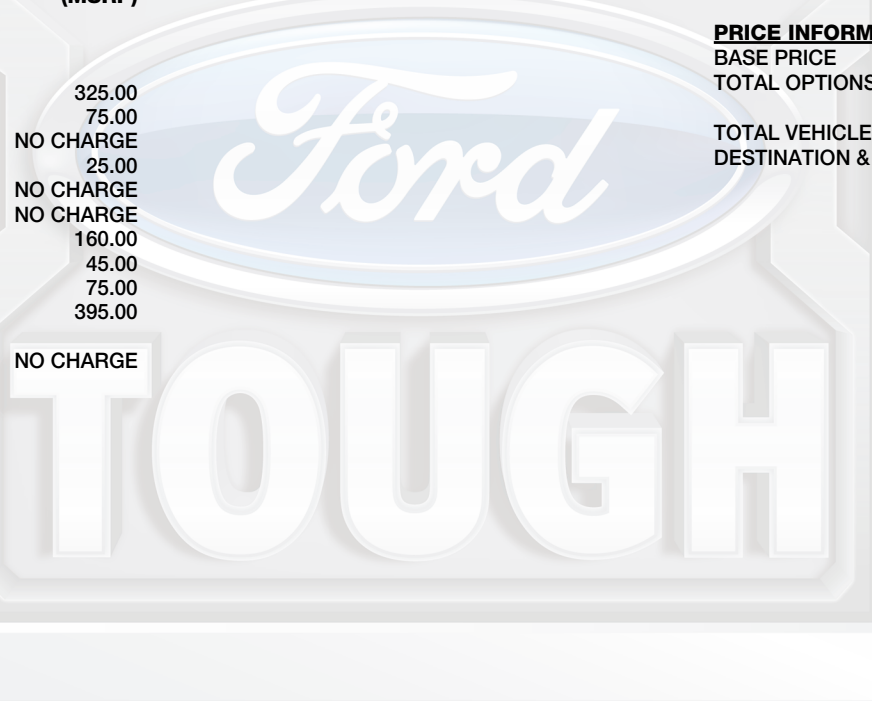 (MSRP)
325.00
75.00
NO CHARGE
25.00
NO CHARGE
NO CHARGE
160.00
45.00
75.00
395.00
NO CHARGE
PRICE INFORM
BASE PRICE
TOTAL OPTIONS
TOTAL VEHICLE
DESTINATION &
Ford
TOUGH